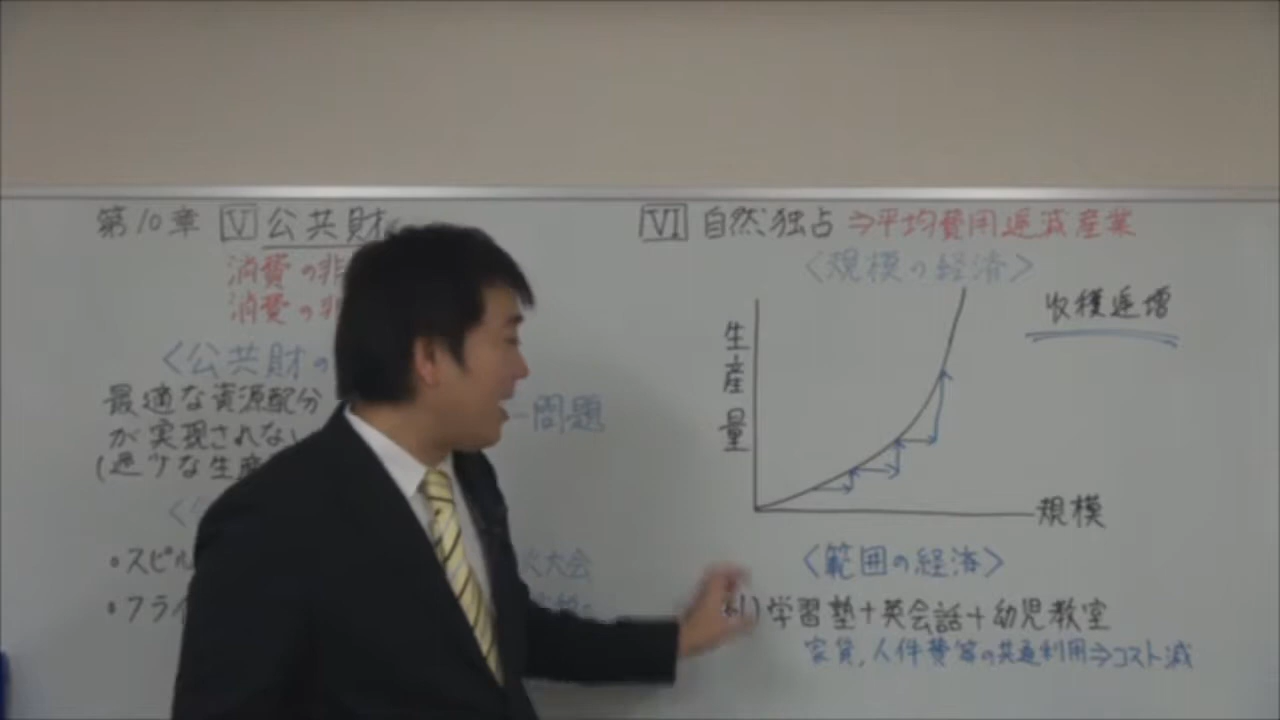 第10章 Ⅴ 公共財
消費の非
消費の非
〈公共財の
最適な資源配分
が実現されない
(過少な生産
問題
・スピル
火大会
・フライ
Ⅵ 自然独占⇒平均費用逓減産業
〈規模の経済〉
収穫逓増
生産量
規模
〈範囲の経済〉
例)学習塾+英会話+幼児教室
家賃,人件費等の共通利用⇒コスト減